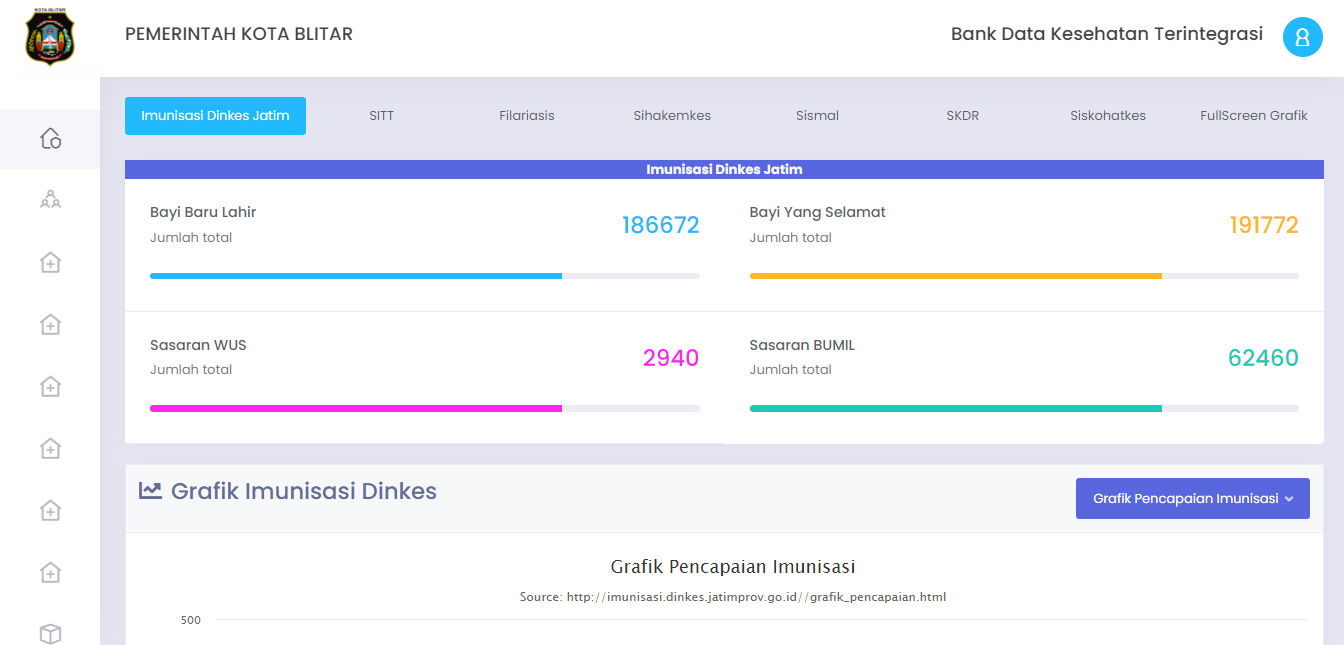 KOTA BLITAR
PEMERINTAH KOTA BLITAR
Bank Data Kesehatan Terintegrasi
Imunisasi Dinkes Jatim
SITT
Filariasis
Sihakemkes
Sismal
SKDR
Siskohatkes
FullScreen Grafik
Imunisasi Dinkes Jatim
Bayi Baru Lahir
Jumlah total
186672
Bayi Yang Selamat
Jumlah total
191772
Sasaran WUS
Jumlah total
2940
Sasaran BUMIL
Jumlah total
62460
Grafik Imunisasi Dinkes
Grafik Pencapaian Imunisasi
Grafik Pencapaian Imunisasi
Source: http://imunisasi.dinkes.jatimprov.go.id//grafik_pencapaian.html
500